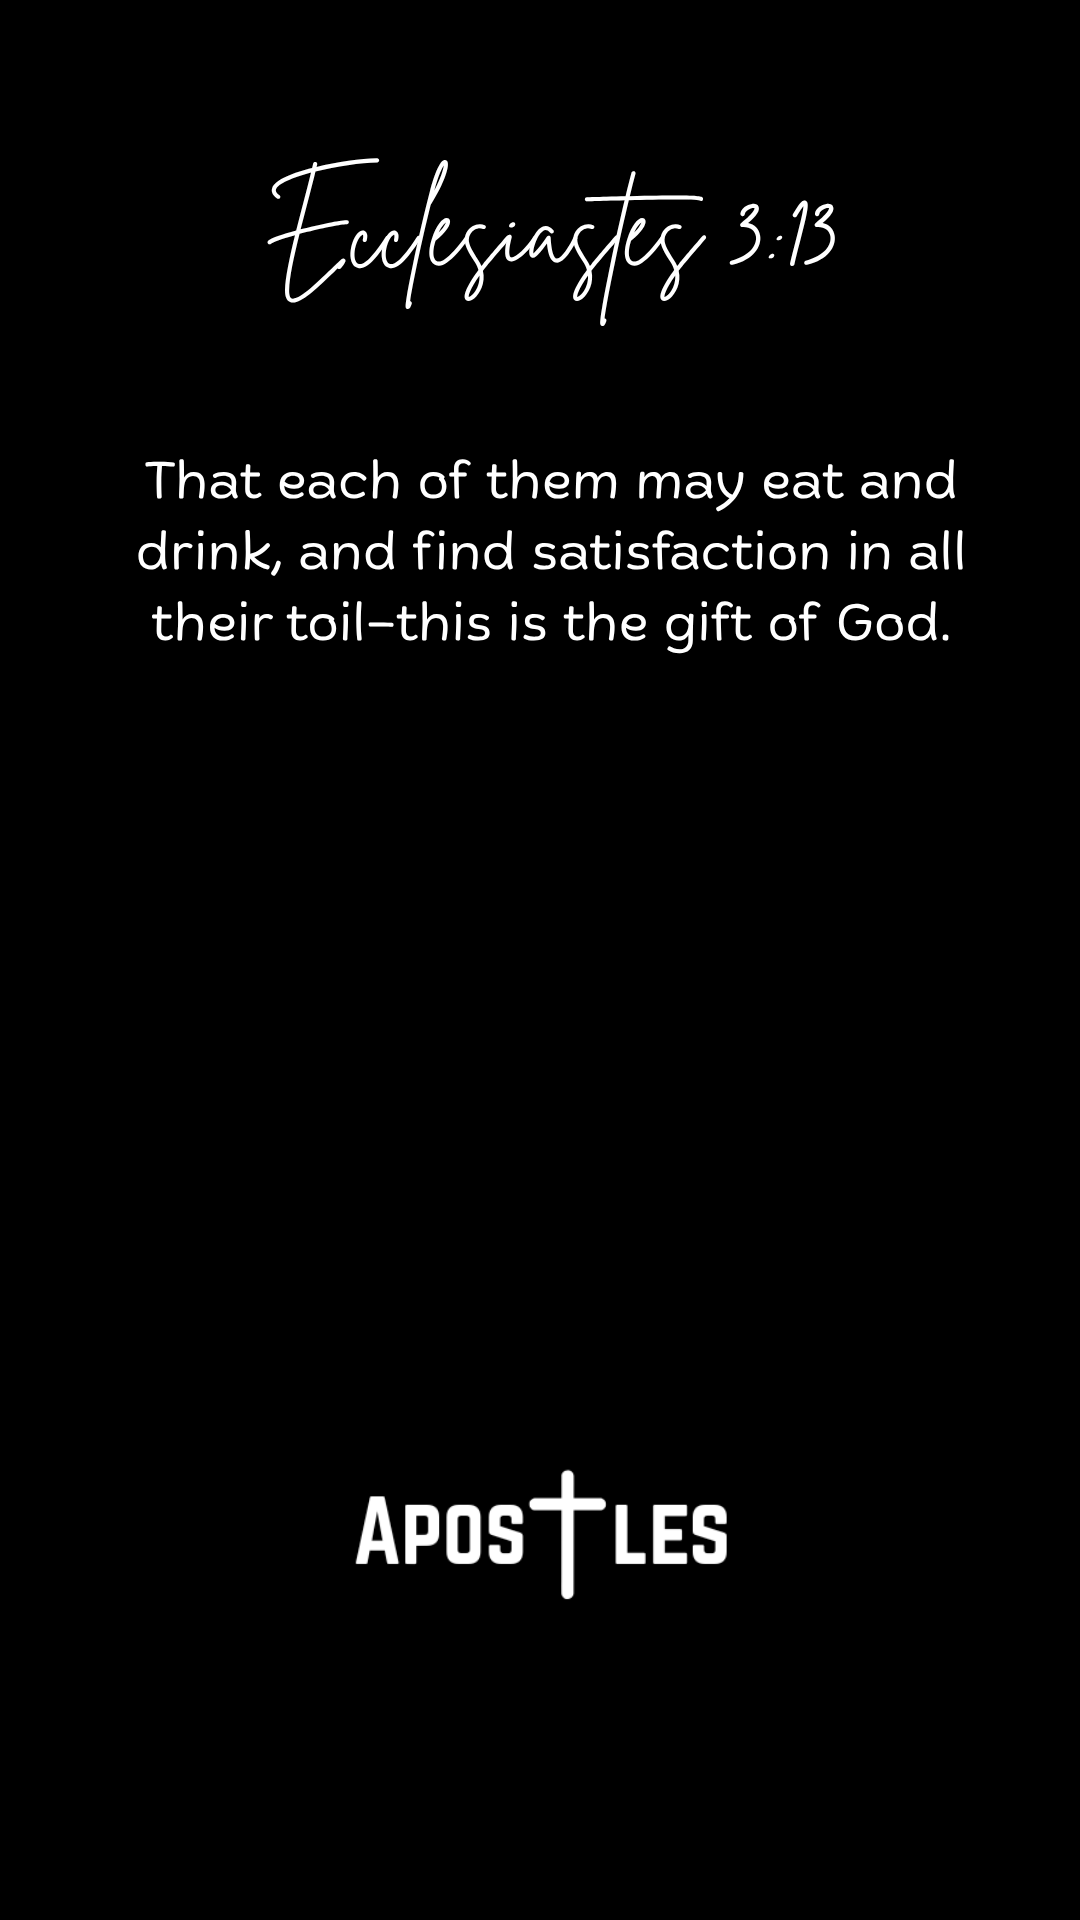 Ecclesiastes 3:13
That each of them may eat and
drink, and find satisfaction in all
their toil–this is the gift of God.
Apostles